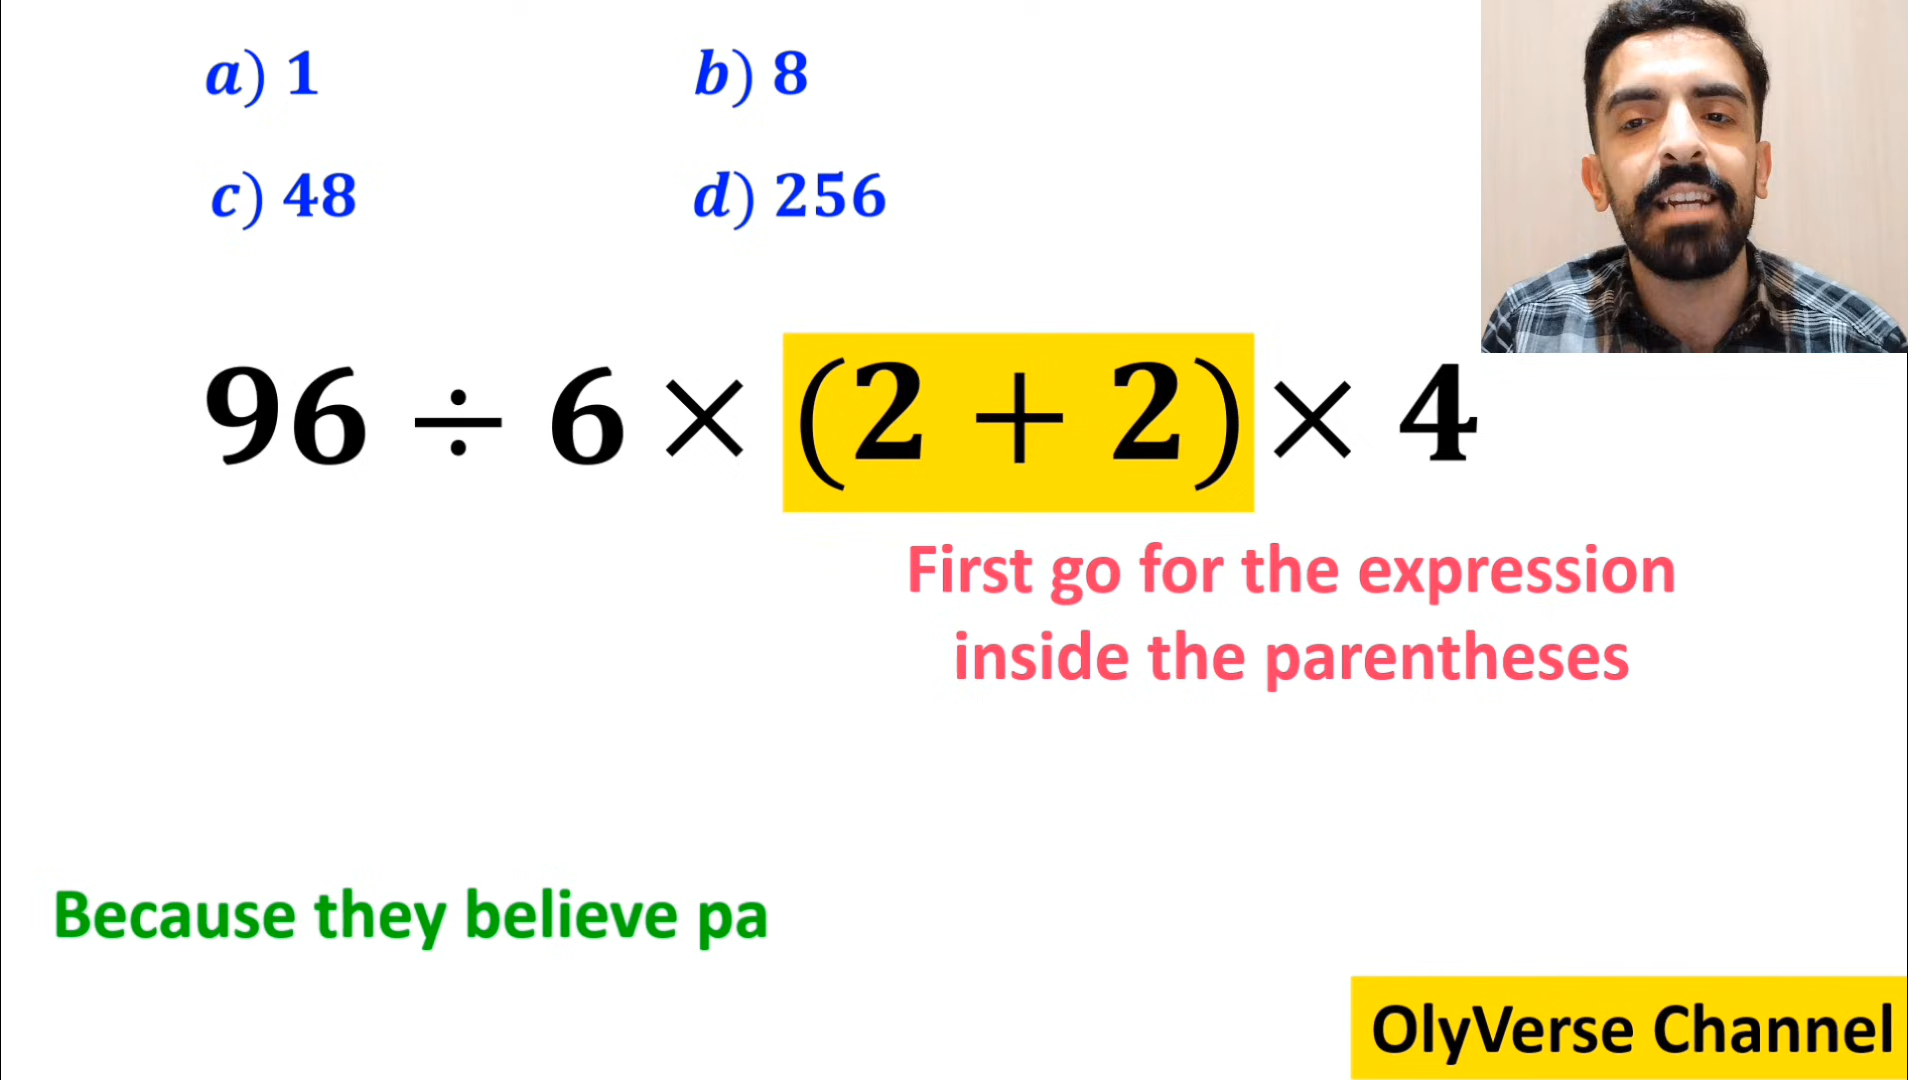 a) 1
b) 8
c) 48
d) 256
96 ÷ 6 × (2 + 2) × 4
First go for the expression
inside the parentheses
Because they believe pa
OlyVerse Channel